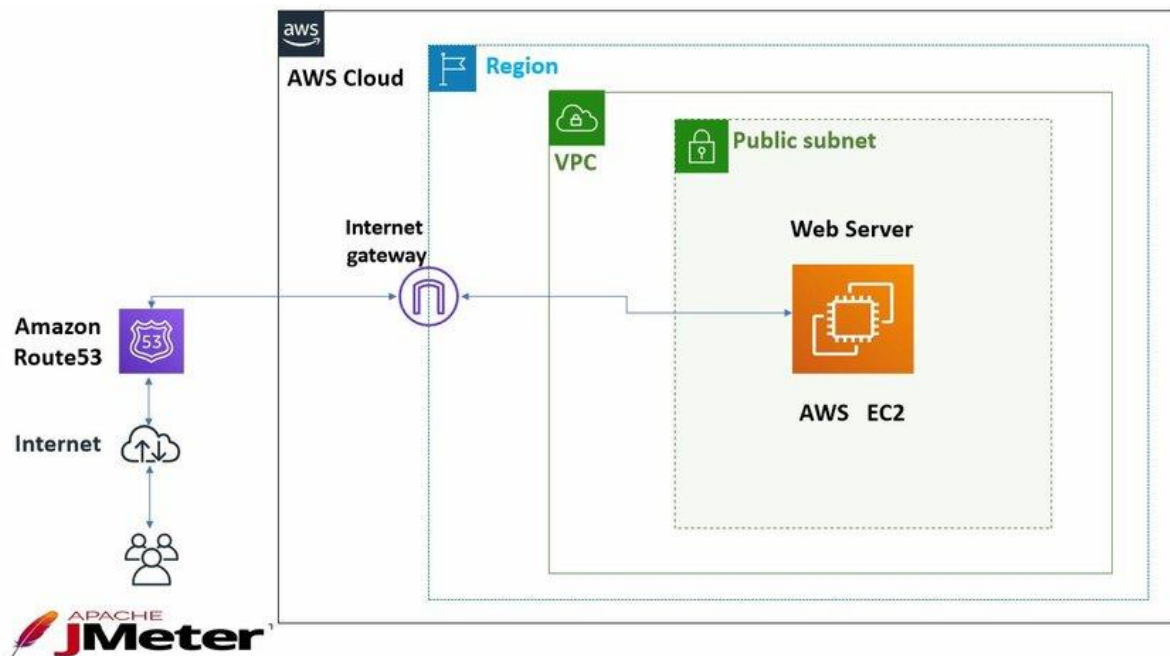 aws
AWS Cloud
Region
VPC
Public subnet
Internet
gateway
Web Server
Amazon
Route53
53
AWS EC2
Internet
APACHE
JMeter